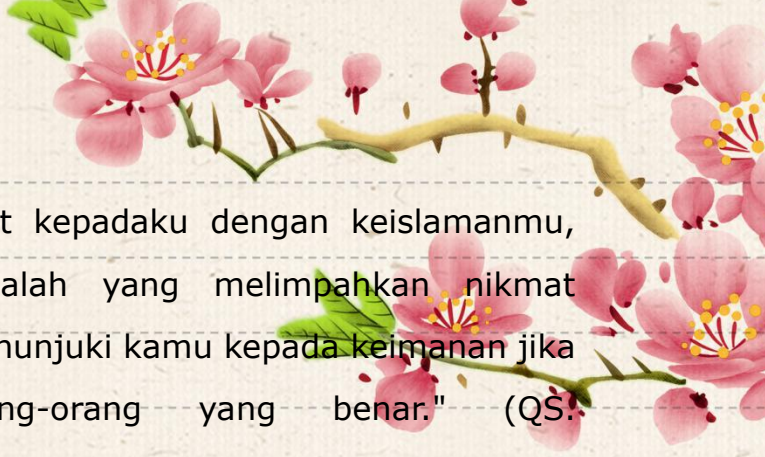 t kepadaku dengan keislamanmu,
alah yang melimpahkan nikmat
nunjuki kamu kepada keimanan jika
ng-orang yang benar." (QS.